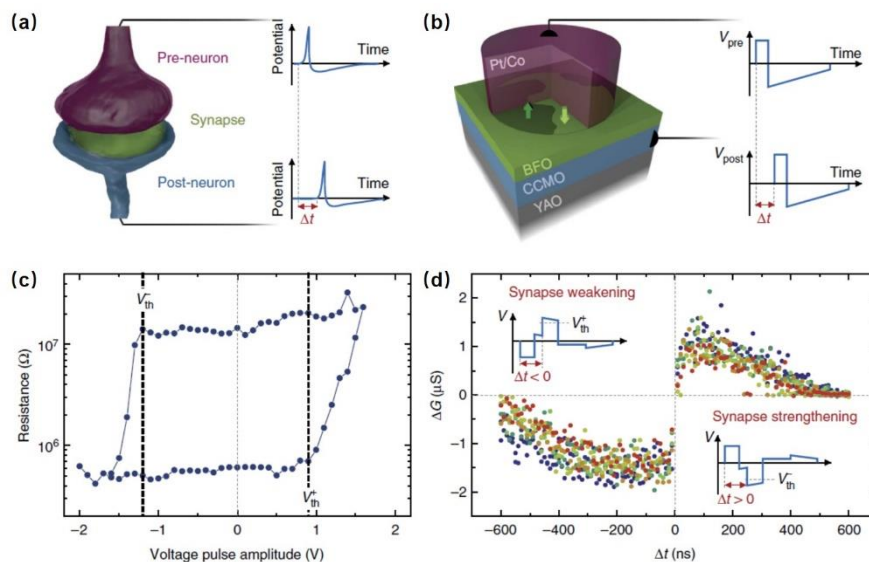 (a)
Pre-neuron
Synapse
Post-neuron
Potential
Time
Potential
Time
Δt
(b)
Pt/Co
BFO
CCMO
YAO
Vpre
Time
Vpost
Time
Δt
(c)
Resistance (Ω)
10⁷
10⁶
V⁻th
V⁺th
−2
−1
0
1
2
Voltage pulse amplitude (V)
(d)
ΔG (μS)
2
1
0
−1
−2
Synapse weakening
V
V⁺th
Δt < 0
Synapse strengthening
V
V⁻th
Δt > 0
−600
−400
−200
0
200
400
600
Δt (ns)